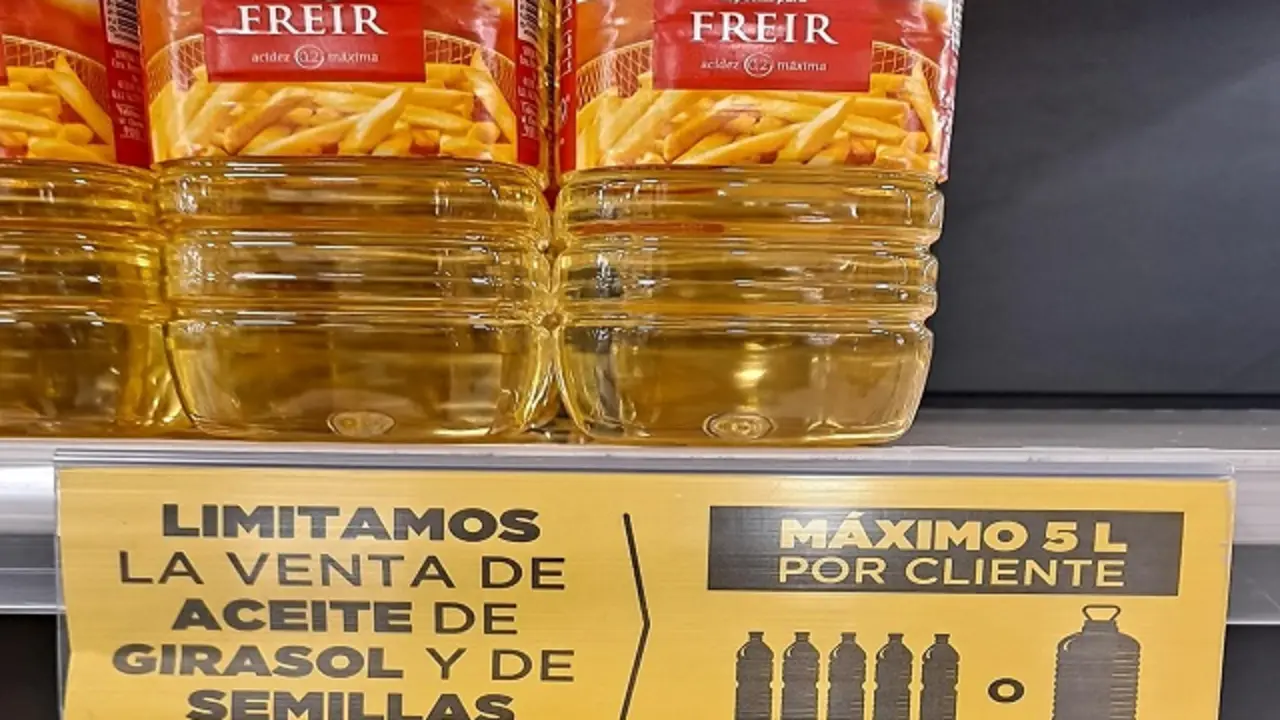 FREIR
acidez 0,2 máxima
FREIR
acidez 0,2 máxima
LIMITAMOS
LA VENTA DE
ACEITE DE
GIRASOL Y DE
SEMILLAS
MÁXIMO 5 L
POR CLIENTE
O